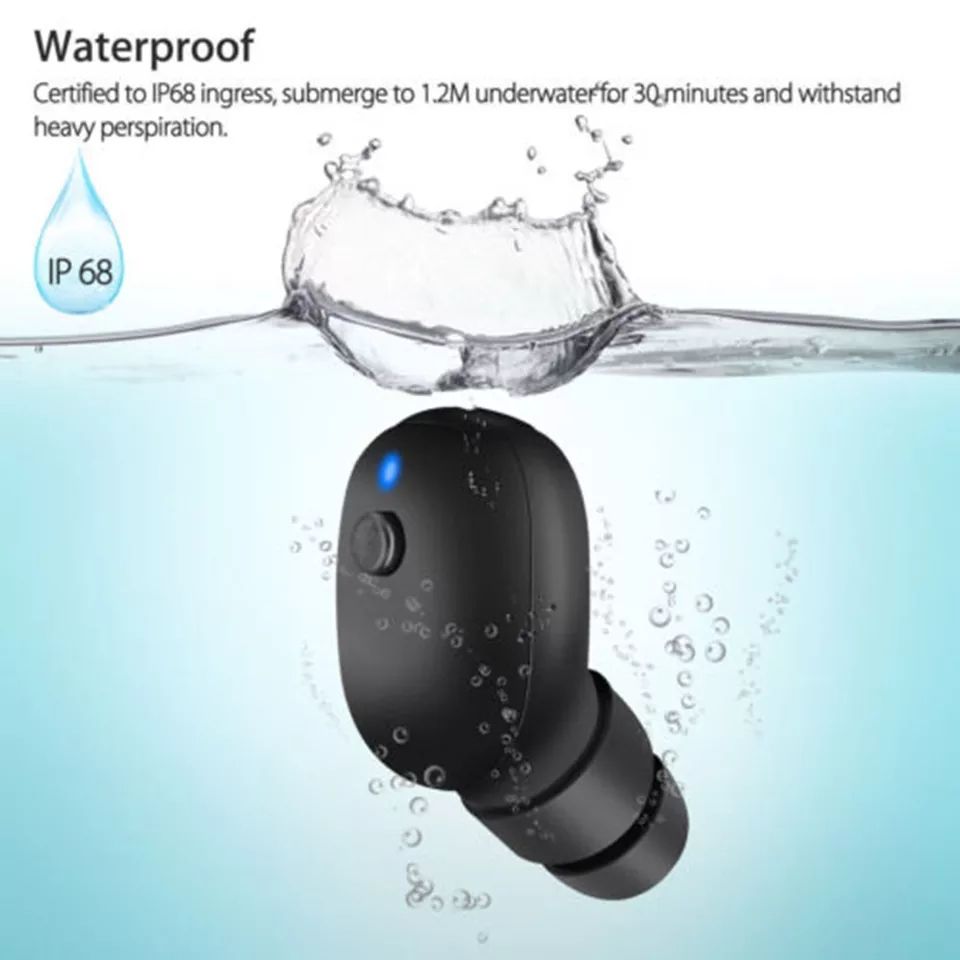 Waterproof
Certified to IP68 ingress, submerge to 1.2M underwater for 30 minutes and withstand
heavy perspiration.
IP 68